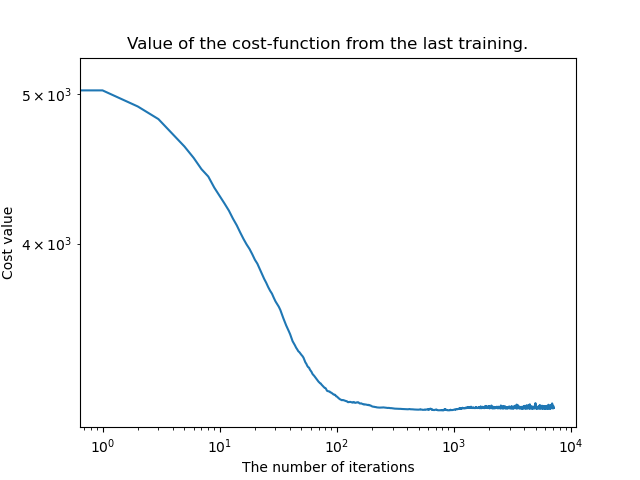 Value of the cost-function from the last training.
5 × 10³
4 × 10³
Cost value
10⁰ 10¹ 10² 10³ 10⁴
The number of iterations